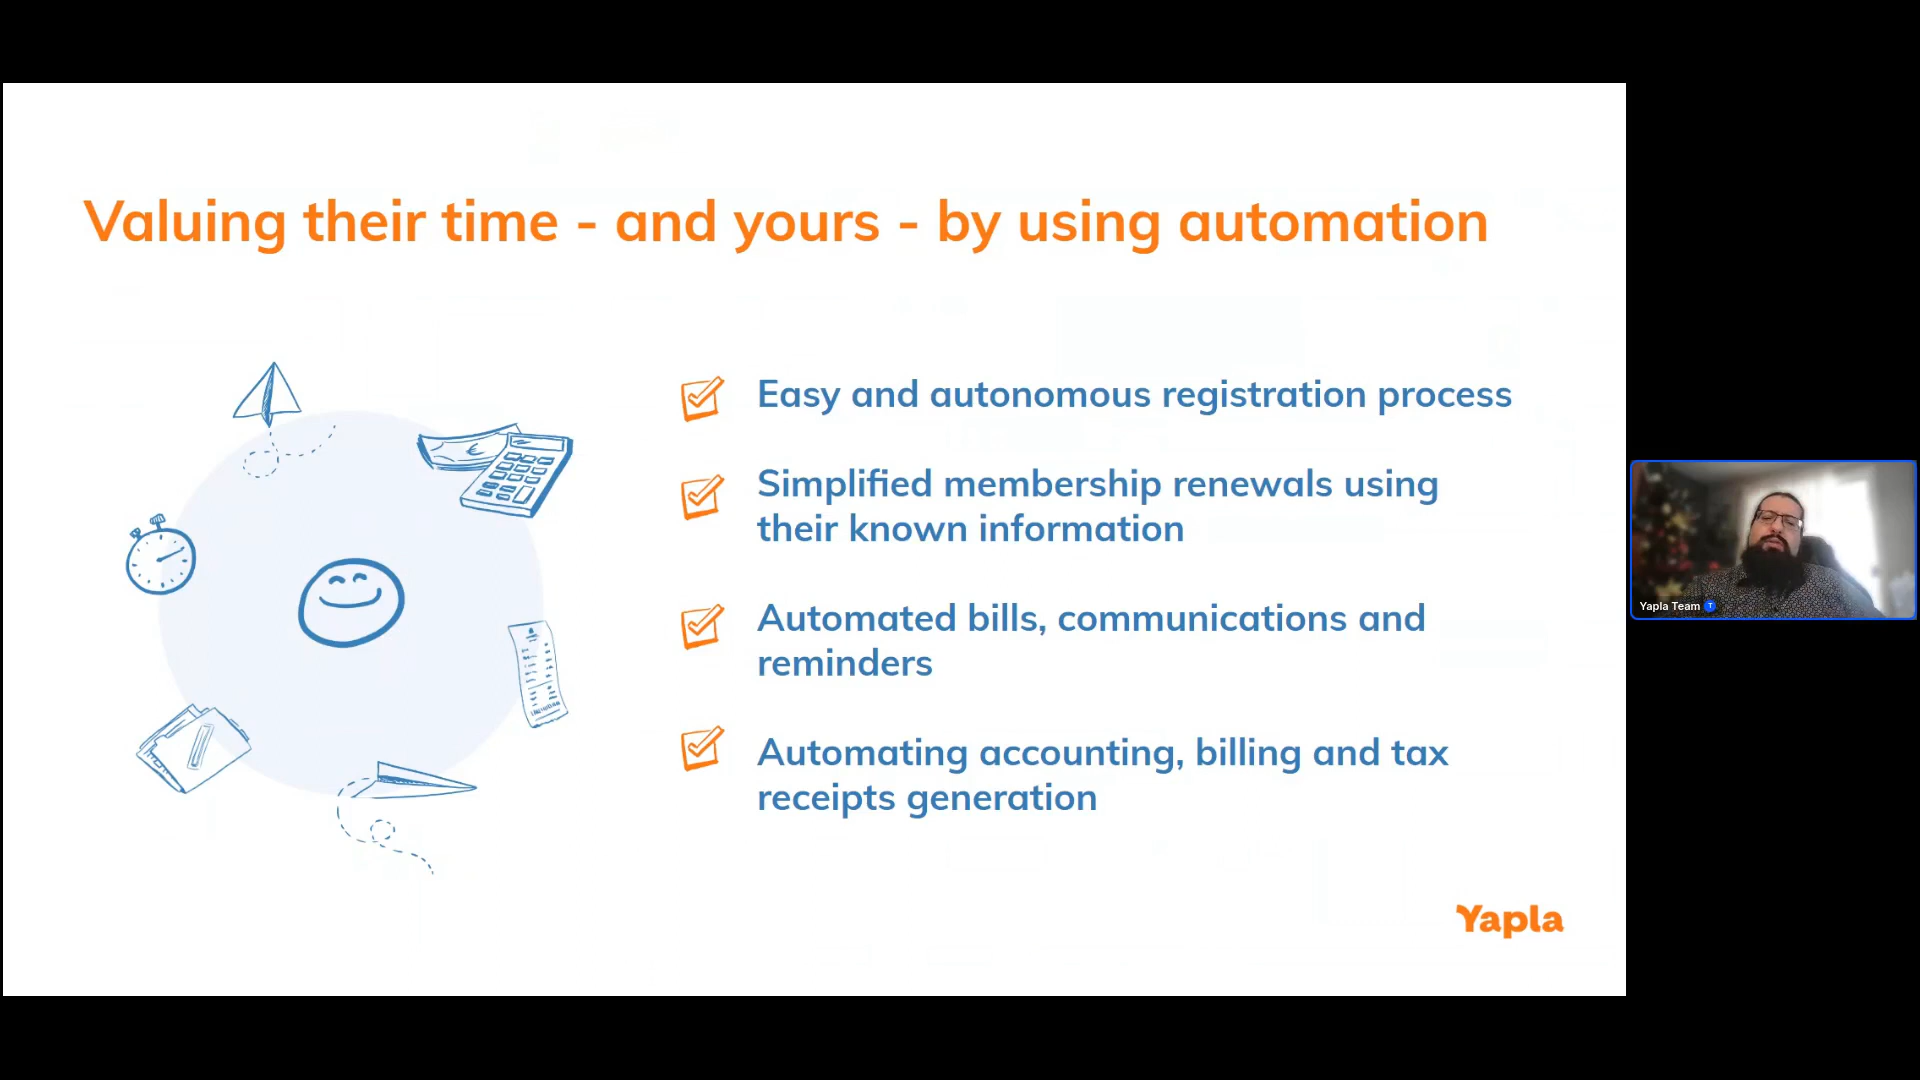 Valuing their time - and yours - by using automation
Easy and autonomous registration process
Simplified membership renewals using
their known information
Automated bills, communications and
reminders
Automating accounting, billing and tax
receipts generation
Yapla
Yapla Team T